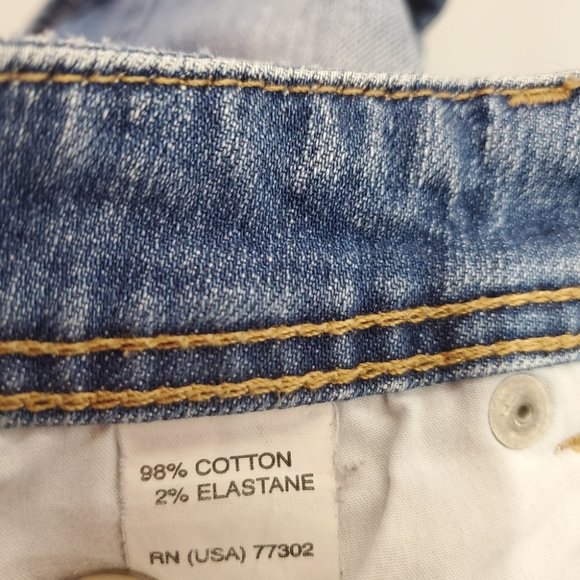 98% COTTON
2% ELASTANE
RN (USA) 77302